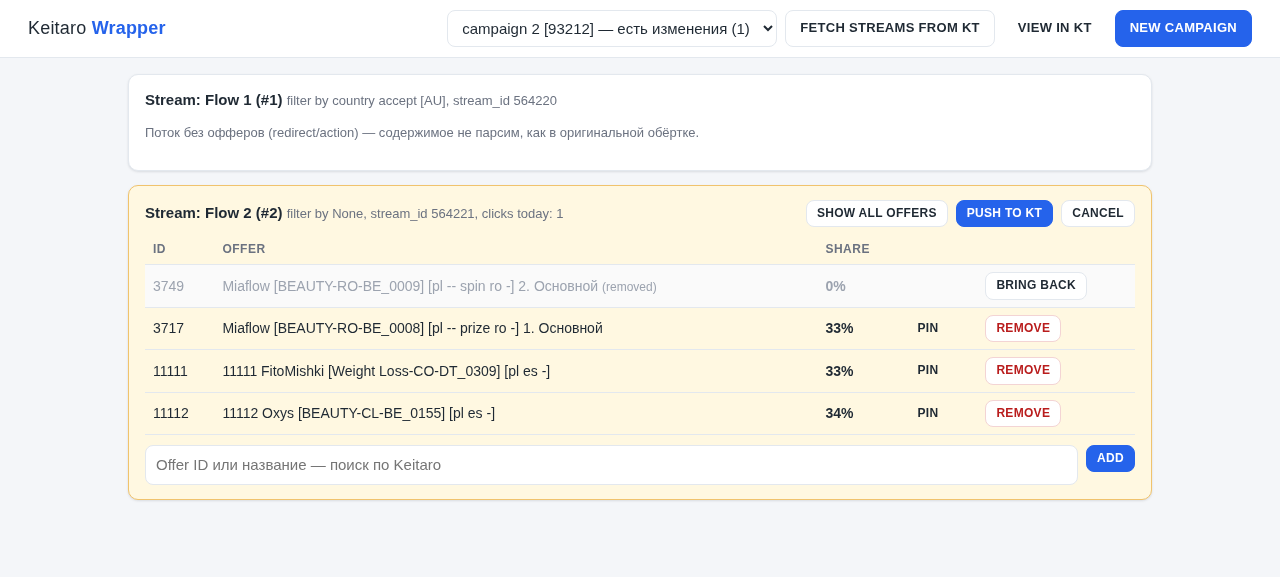 Keitaro Wrapper
campaign 2 [93212] — есть изменения (1)
FETCH STREAMS FROM KT
VIEW IN KT
NEW CAMPAIGN
Stream: Flow 1 (#1) filter by country accept [AU], stream_id 564220
Поток без офферов (redirect/action) — содержимое не парсим, как в оригинальной обёртке.
Stream: Flow 2 (#2) filter by None, stream_id 564221, clicks today: 1
SHOW ALL OFFERS
PUSH TO KT
CANCEL
ID OFFER SHARE
3749 Miaflow [BEAUTY-RO-BE_0009] [pl -- spin ro -] 2. Основной (removed) 0% BRING BACK
3717 Miaflow [BEAUTY-RO-BE_0008] [pl -- prize ro -] 1. Основной 33% PIN REMOVE
11111 11111 FitoMishki [Weight Loss-CO-DT_0309] [pl es -] 33% PIN REMOVE
11112 11112 Oxys [BEAUTY-CL-BE_0155] [pl es -] 34% PIN REMOVE
Offer ID или название — поиск по Keitaro
ADD